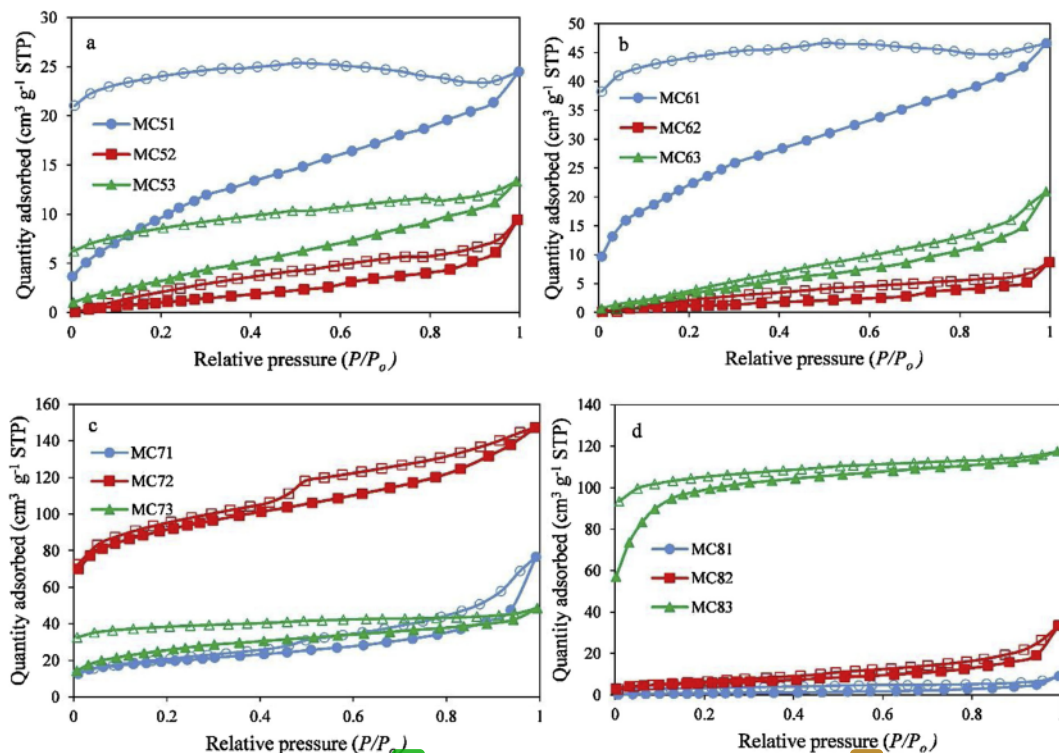 a
Quantity adsorbed (cm³ g⁻¹ STP)
30
25
20
15
10
5
0
MC51
MC52
MC53
0 0.2 0.4 0.6 0.8 1
Relative pressure (P/Pₒ)
b
Quantity adsorbed (cm³ g⁻¹ STP)
50
45
40
35
30
25
20
15
10
5
0
MC61
MC62
MC63
0 0.2 0.4 0.6 0.8 1
Relative pressure (P/Pₒ)
c
Quantity adsorbed (cm³ g⁻¹ STP)
160
140
120
100
80
60
40
20
0
MC71
MC72
MC73
0 0.2 0.4 0.6 0.8 1
Relative pressure (P/Pₒ)
d
Quantity adsorbed (cm³ g⁻¹ STP)
140
120
100
80
60
40
20
0
MC81
MC82
MC83
0 0.2 0.4 0.6 0.8
Relative pressure (P/Pₒ)